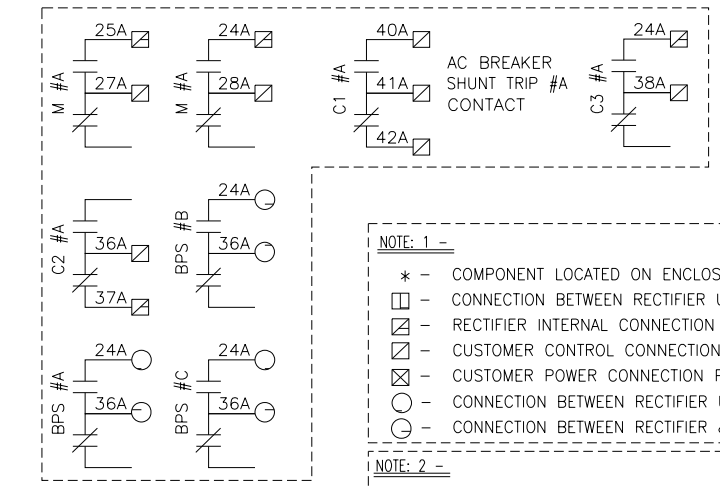 25A
27A
M #A
24A
28A
M #A
40A
41A
42A
C1 #A
AC BREAKER
SHUNT TRIP #A
CONTACT
24A
38A
C3 #A
36A
37A
C2 #A
24A
36A
BPS #B
24A
36A
BPS #A
24A
36A
BPS #C
NOTE: 1 -
* - COMPONENT LOCATED ON ENCLOS
- CONNECTION BETWEEN RECTIFIER U
- RECTIFIER INTERNAL CONNECTION
- CUSTOMER CONTROL CONNECTION
- CUSTOMER POWER CONNECTION P
- CONNECTION BETWEEN RECTIFIER U
- CONNECTION BETWEEN RECTIFIER &
NOTE: 2 -